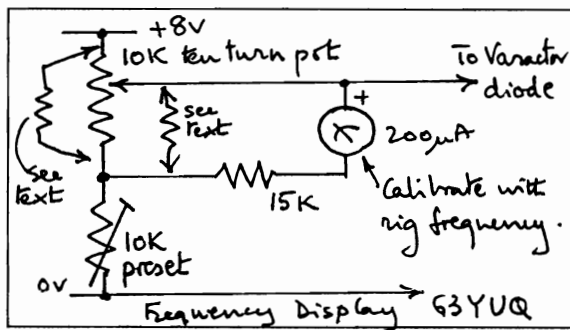 +8V
10K ten turn pot
To Varactor
diode
see
text
+
200µA
see
text
15K
Calibrate with
rig frequency.
10K
preset
0V
Frequency Display G3YUQ